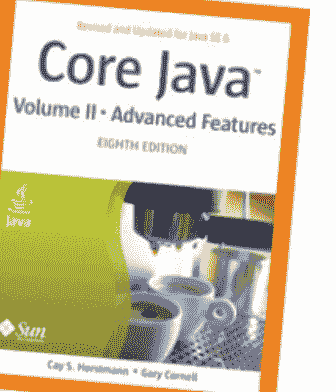 Revised and Updated for Java SE 6
Core Java™
Volume II • Advanced Features
EIGHTH EDITION
Java
Sun
Cay S. Horstmann • Gary Cornell